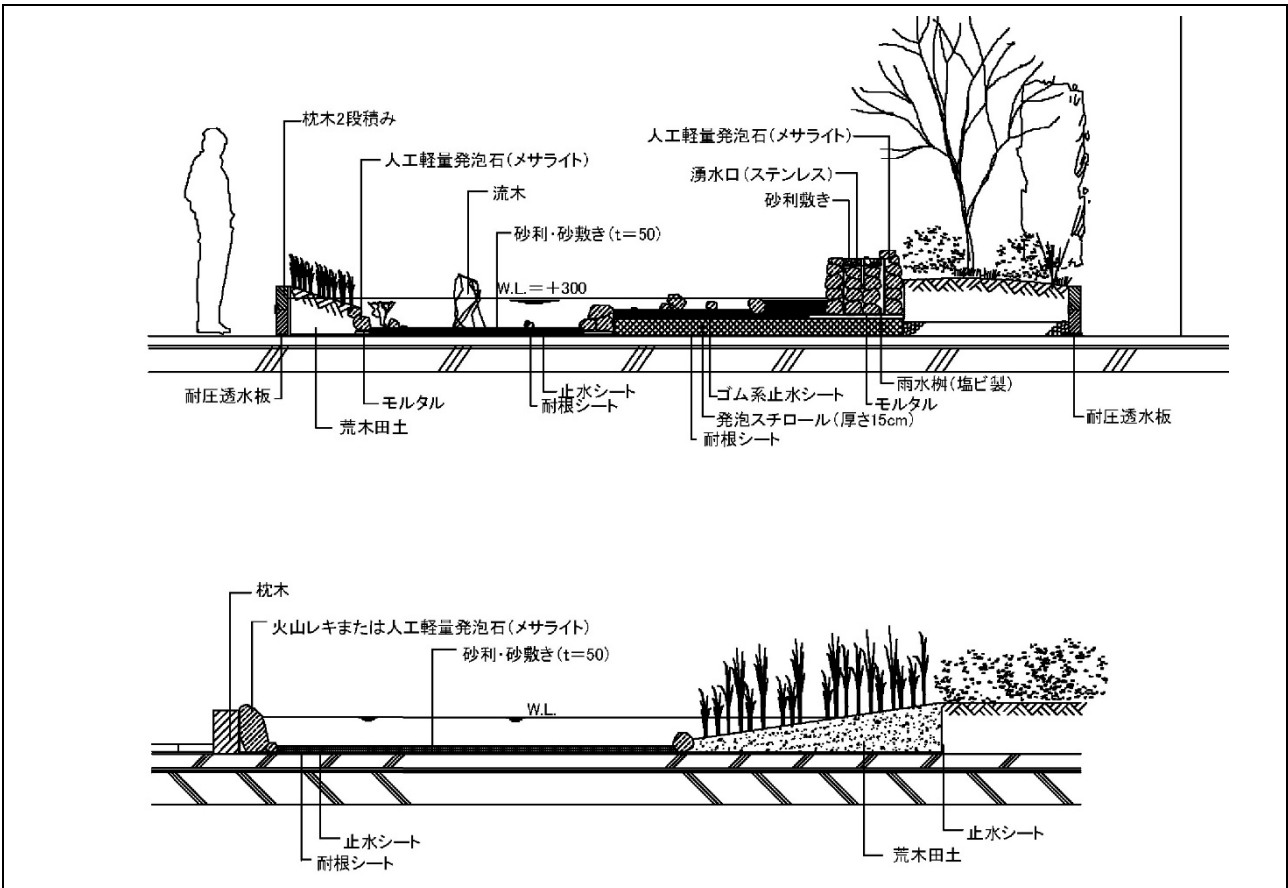 枕木2段積み
人工軽量発泡石(メサライト)
流木
砂利・砂敷き(t=50)
W.L.=+300
人工軽量発泡石(メサライト)
湧水口(ステンレス)
砂利敷き
耐圧透水板
荒木田土
モルタル
止水シート
耐根シート
ゴム系止水シート
発泡スチロール(厚さ15cm)
耐根シート
雨水桝(塩ビ製)
モルタル
耐圧透水板
枕木
火山レキまたは人工軽量発泡石(メサライト)
砂利・砂敷き(t=50)
W.L.
止水シート
耐根シート
止水シート
荒木田土